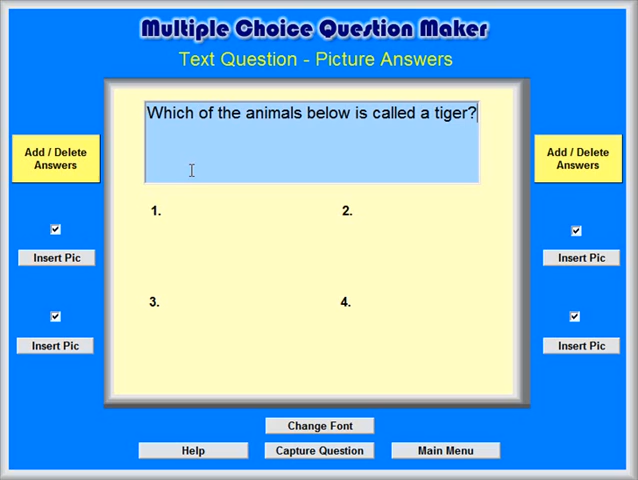 Multiple Choice Question Maker
Text Question - Picture Answers
Which of the animals below is called a tiger?
Add / Delete
Answers
Add / Delete
Answers
1.
2.
Insert Pic
Insert Pic
3.
4.
Insert Pic
Insert Pic
Change Font
Help
Capture Question
Main Menu